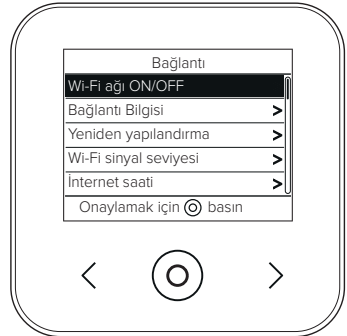 Bağlantı
Wi-Fi ağı ON/OFF
Bağlantı Bilgisi >
Yeniden yapılandırma >
Wi-Fi sinyal seviyesi >
İnternet saati >
Onaylamak için basın